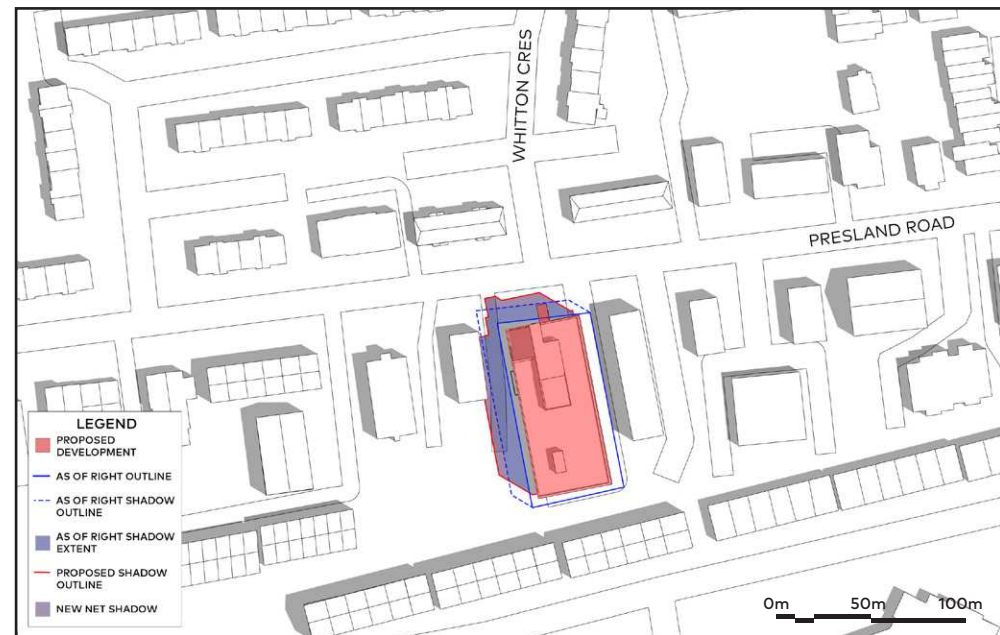 WHITTON CRES
PRESLAND ROAD
LEGEND
PROPOSED
DEVELOPMENT
AS OF RIGHT OUTLINE
AS OF RIGHT SHADOW
OUTLINE
AS OF RIGHT SHADOW
EXTENT
PROPOSED SHADOW
OUTLINE
NEW NET SHADOW
0m 50m 100m